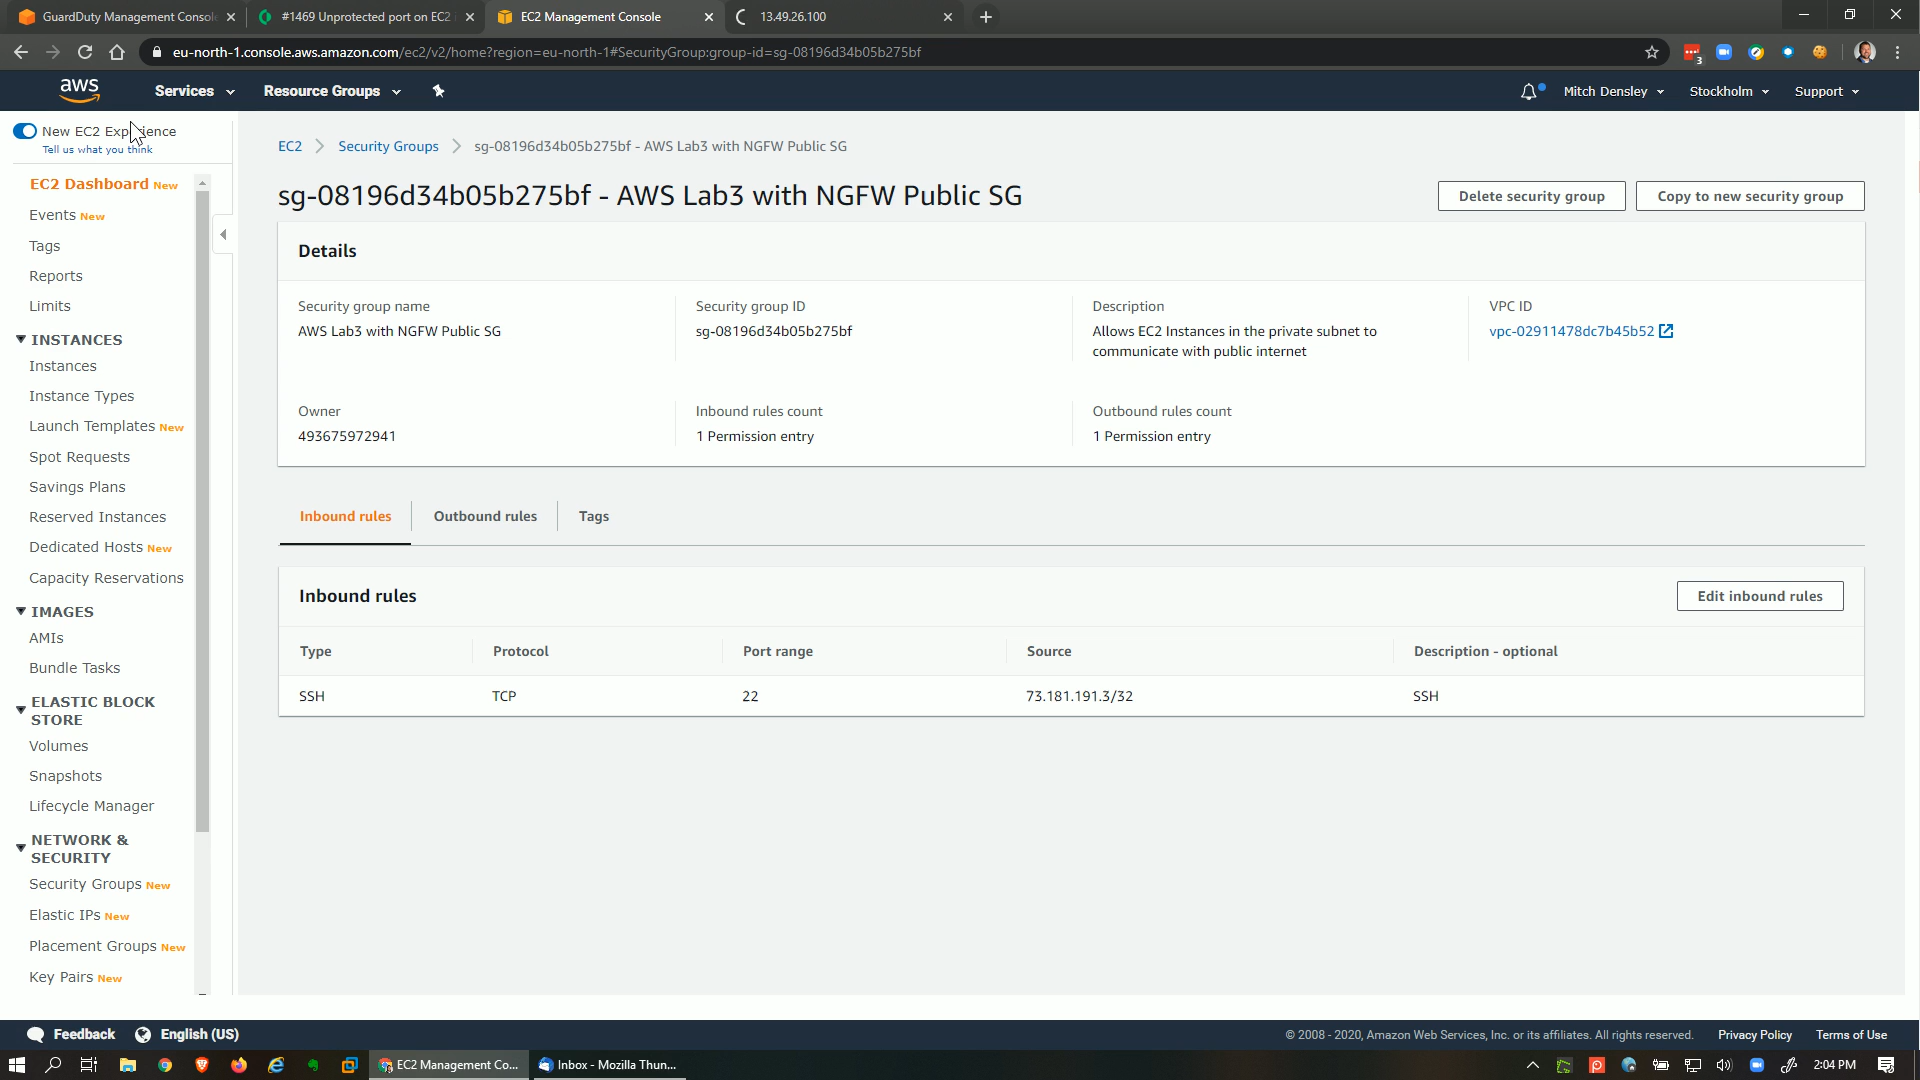 GuardDuty Management Consol
#1469 Unprotected port on EC2 i
EC2 Management Console
13.49.26.100
eu-north-1.console.aws.amazon.com/ec2/v2/home?region=eu-north-1#SecurityGroup:group-id=sg-08196d34b05b275bf
3
aws
Services
Resource Groups
Mitch Densley
Stockholm
Support
New EC2 Experience
Tell us what you think
EC2 Dashboard New
Events New
Tags
Reports
Limits
INSTANCES
Instances
Instance Types
Launch Templates New
Spot Requests
Savings Plans
Reserved Instances
Dedicated Hosts New
Capacity Reservations
IMAGES
AMIs
Bundle Tasks
ELASTIC BLOCK
STORE
Volumes
Snapshots
Lifecycle Manager
NETWORK &
SECURITY
Security Groups New
Elastic IPs New
Placement Groups New
Key Pairs New
EC2 > Security Groups > sg-08196d34b05b275bf - AWS Lab3 with NGFW Public SG
sg-08196d34b05b275bf - AWS Lab3 with NGFW Public SG
Delete security group
Copy to new security group
Details
Security group name
AWS Lab3 with NGFW Public SG
Security group ID
sg-08196d34b05b275bf
Description
Allows EC2 Instances in the private subnet to
communicate with public internet
VPC ID
vpc-02911478dc7b45b52
Owner
493675972941
Inbound rules count
1 Permission entry
Outbound rules count
1 Permission entry
Inbound rules
Outbound rules
Tags
Inbound rules
Edit inbound rules
Type Protocol Port range Source Description - optional
SSH TCP 22 73.181.191.3/32 SSH
Feedback
English (US)
© 2008 - 2020, Amazon Web Services, Inc. or its affiliates. All rights reserved.
Privacy Policy
Terms of Use
EC2 Management Co...
Inbox - Mozilla Thun...
2:04 PM